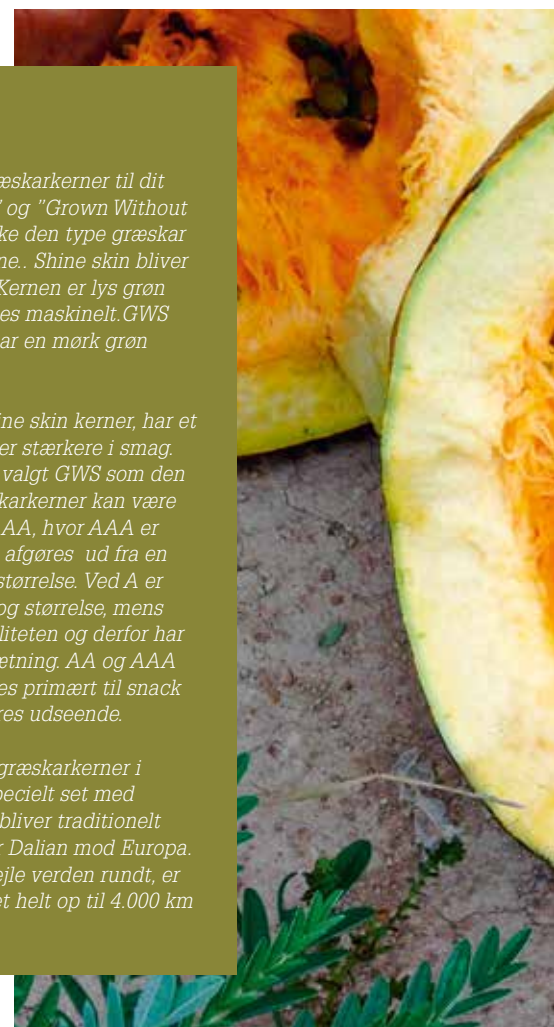 æskarkerner til dit
og ”Grown Without
ke den type græskar
ne.. Shine skin bliver
Kernen er lys grøn
es maskinelt.GWS
ar en mørk grøn
ine skin kerner, har et
er stærkere i smag.
valgt GWS som den
skarkerner kan være
AA, hvor AAA er
afgøres ud fra en
størrelse. Ved A er
og størrelse, mens
liteten og derfor har
ætning. AA og AAA
es primært til snack
res udseende.
græskarkerner i
pecielt set med
bliver traditionelt
r Dalian mod Europa.
ejle verden rundt, er
et helt op til 4.000 km